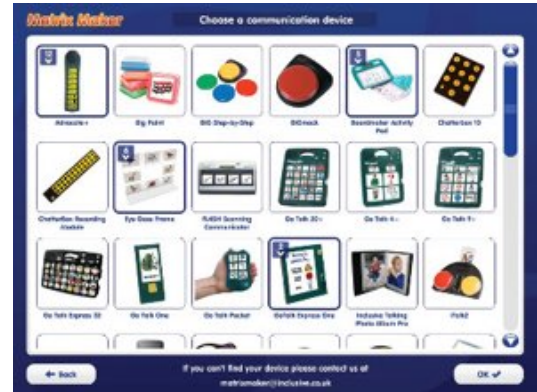 Matrix Maker
Choose a communication device
Advocate+
Big Point
BIG Step-by-Step
BIGmack
Boardmaker Activity
Pad
Chatterbox 10
Chatterbox Recording
Module
Eye Gaze Frame
FLASH Scanning
Communicator
Go Talk 20+
Go Talk 4+
Go Talk 9+
Go Talk Express 32
Go Talk One
Go Talk Pocket
GoTalk Express One
Inclusive Talking
Photo Album Pro
iTalk2
Back
If you can't find your device please contact us at
matrixmaker@inclusive.co.uk
OK